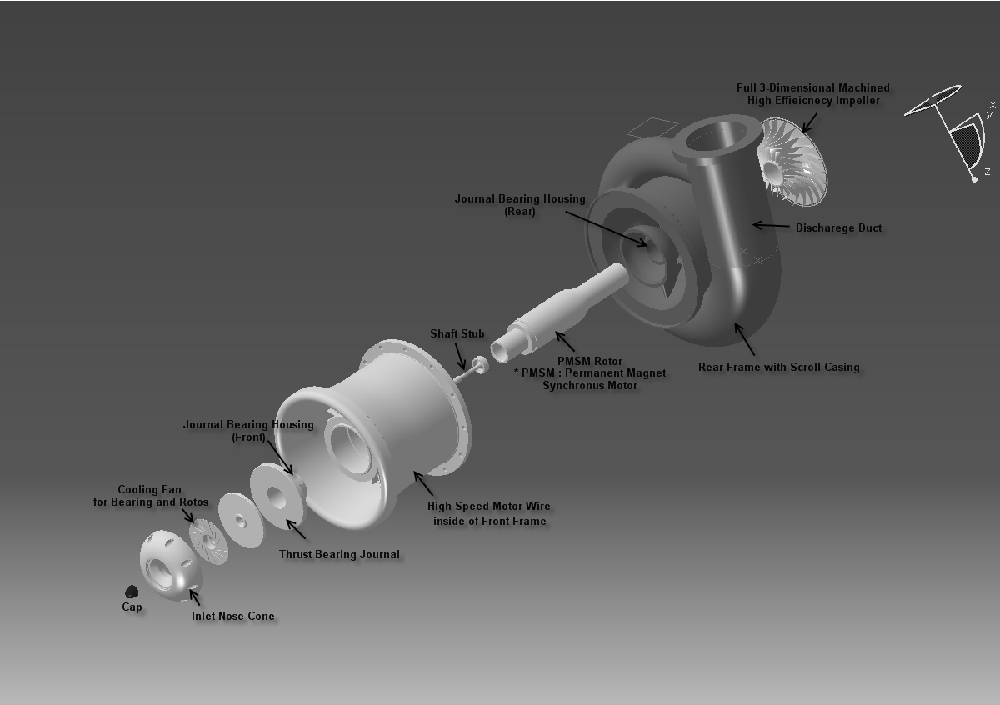 Full 3-Dimensional Machined
High Effieicnecy Impeller
x
y
z
Journal Bearing Housing
(Rear)
Discharege Duct
Shaft Stub
PMSM Rotor
* PMSM : Permanent Magnet
Synchronus Motor
Rear Frame with Scroll Casing
Journal Bearing Housing
(Front)
Cooling Fan
for Bearing and Rotos
High Speed Motor Wire
inside of Front Frame
Thrust Bearing Journal
Cap
Inlet Nose Cone